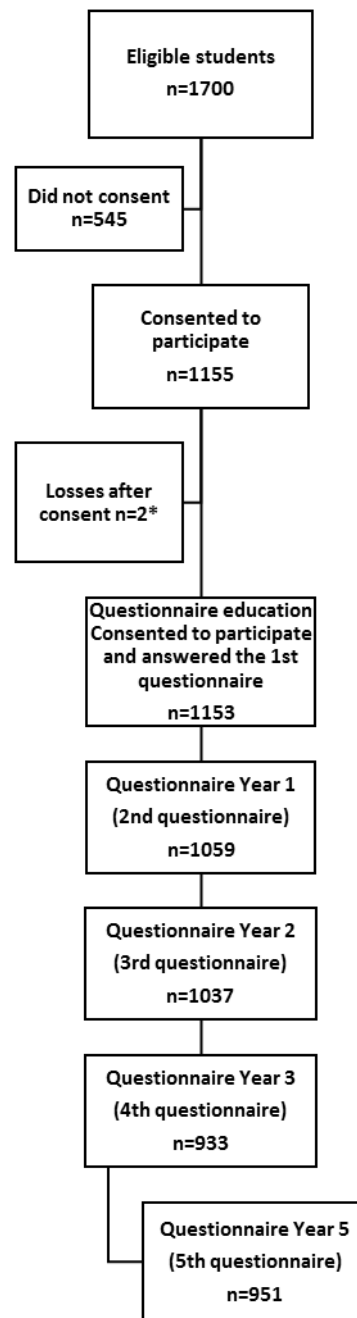 Eligible students
n=1700
Did not consent
n=545
Consented to
participate
n=1155
Losses after
consent n=2*
Questionnaire education
Consented to participate
and answered the 1st
questionnaire
n=1153
Questionnaire Year 1
(2nd questionnaire)
n=1059
Questionnaire Year 2
(3rd questionnaire)
n=1037
Questionnaire Year 3
(4th questionnaire)
n=933
Questionnaire Year 5
(5th questionnaire)
n=951